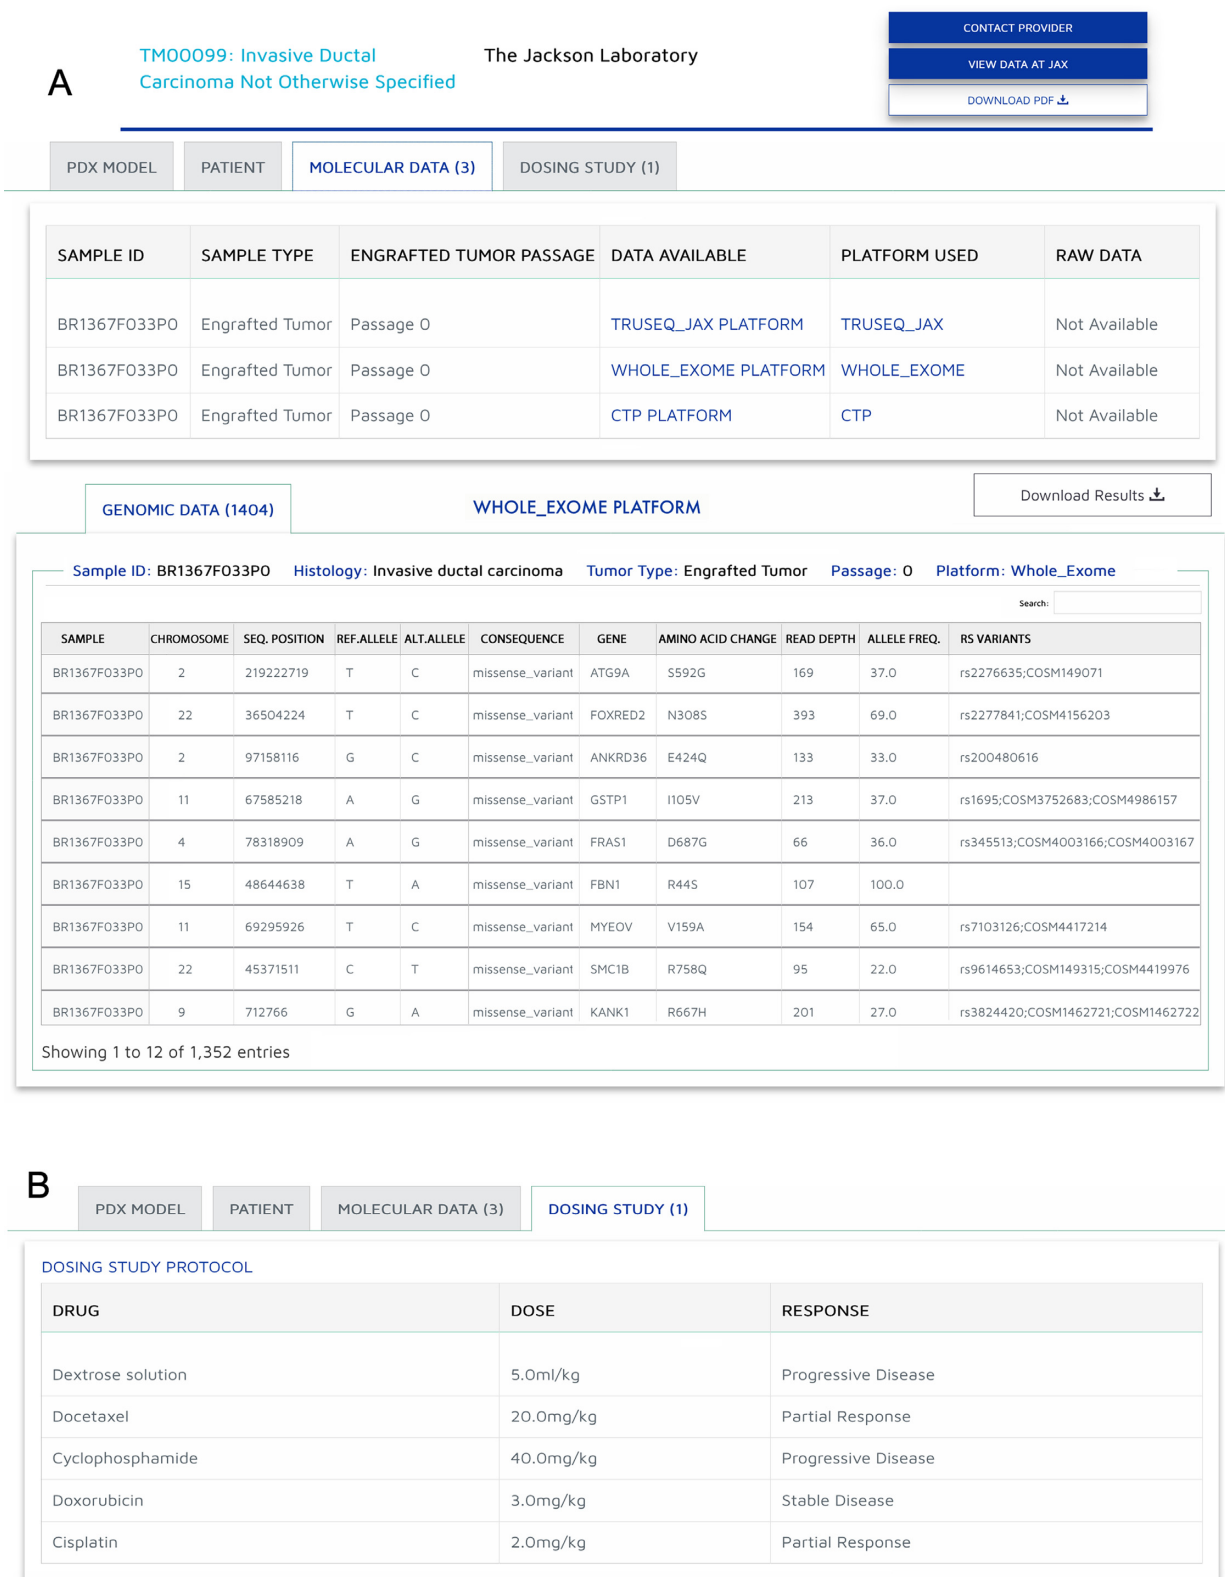 A
TM00099: Invasive Ductal
Carcinoma Not Otherwise Specified
The Jackson Laboratory
CONTACT PROVIDER
VIEW DATA AT JAX
DOWNLOAD PDF
PDX MODEL PATIENT MOLECULAR DATA (3) DOSING STUDY (1)
SAMPLE ID SAMPLE TYPE ENGRAFTED TUMOR PASSAGE DATA AVAILABLE PLATFORM USED RAW DATA
BR1367F033P0 Engrafted Tumor Passage 0 TRUSEQ_JAX PLATFORM TRUSEQ_JAX Not Available
BR1367F033P0 Engrafted Tumor Passage 0 WHOLE_EXOME PLATFORM WHOLE_EXOME Not Available
BR1367F033P0 Engrafted Tumor Passage 0 CTP PLATFORM CTP Not Available
GENOMIC DATA (1404) WHOLE_EXOME PLATFORM Download Results
Sample ID: BR1367F033P0 Histology: Invasive ductal carcinoma Tumor Type: Engrafted Tumor Passage: 0 Platform: Whole_Exome
Search:
SAMPLE CHROMOSOME SEQ. POSITION REF.ALLELE ALT.ALLELE CONSEQUENCE GENE AMINO ACID CHANGE READ DEPTH ALLELE FREQ. RS VARIANTS
BR1367F033P0 2 219222719 T C missense_variant ATG9A S592G 169 37.0 rs2276635;COSM149071
BR1367F033P0 22 36504224 T C missense_variant FOXRED2 N308S 393 69.0 rs2277841;COSM4156203
BR1367F033P0 2 97158116 G C missense_variant ANKRD36 E424Q 133 33.0 rs200480616
BR1367F033P0 11 67585218 A G missense_variant GSTP1 I105V 213 37.0 rs1695;COSM3752683;COSM4986157
BR1367F033P0 4 78318909 A G missense_variant FRAS1 D687G 66 36.0 rs345513;COSM4003166;COSM4003167
BR1367F033P0 15 48644638 T A missense_variant FBN1 R44S 107 100.0
BR1367F033P0 11 69295926 T C missense_variant MYEOV V159A 154 65.0 rs7103126;COSM4417214
BR1367F033P0 22 45371511 C T missense_variant SMC1B R758Q 95 22.0 rs9614653;COSM149315;COSM4419976
BR1367F033P0 9 712766 G A missense_variant KANK1 R667H 201 27.0 rs3824420;COSM1462721;COSM1462722
Showing 1 to 12 of 1,352 entries
B
PDX MODEL PATIENT MOLECULAR DATA (3) DOSING STUDY (1)
DOSING STUDY PROTOCOL
DRUG DOSE RESPONSE
Dextrose solution 5.0ml/kg Progressive Disease
Docetaxel 20.0mg/kg Partial Response
Cyclophosphamide 40.0mg/kg Progressive Disease
Doxorubicin 3.0mg/kg Stable Disease
Cisplatin 2.0mg/kg Partial Response